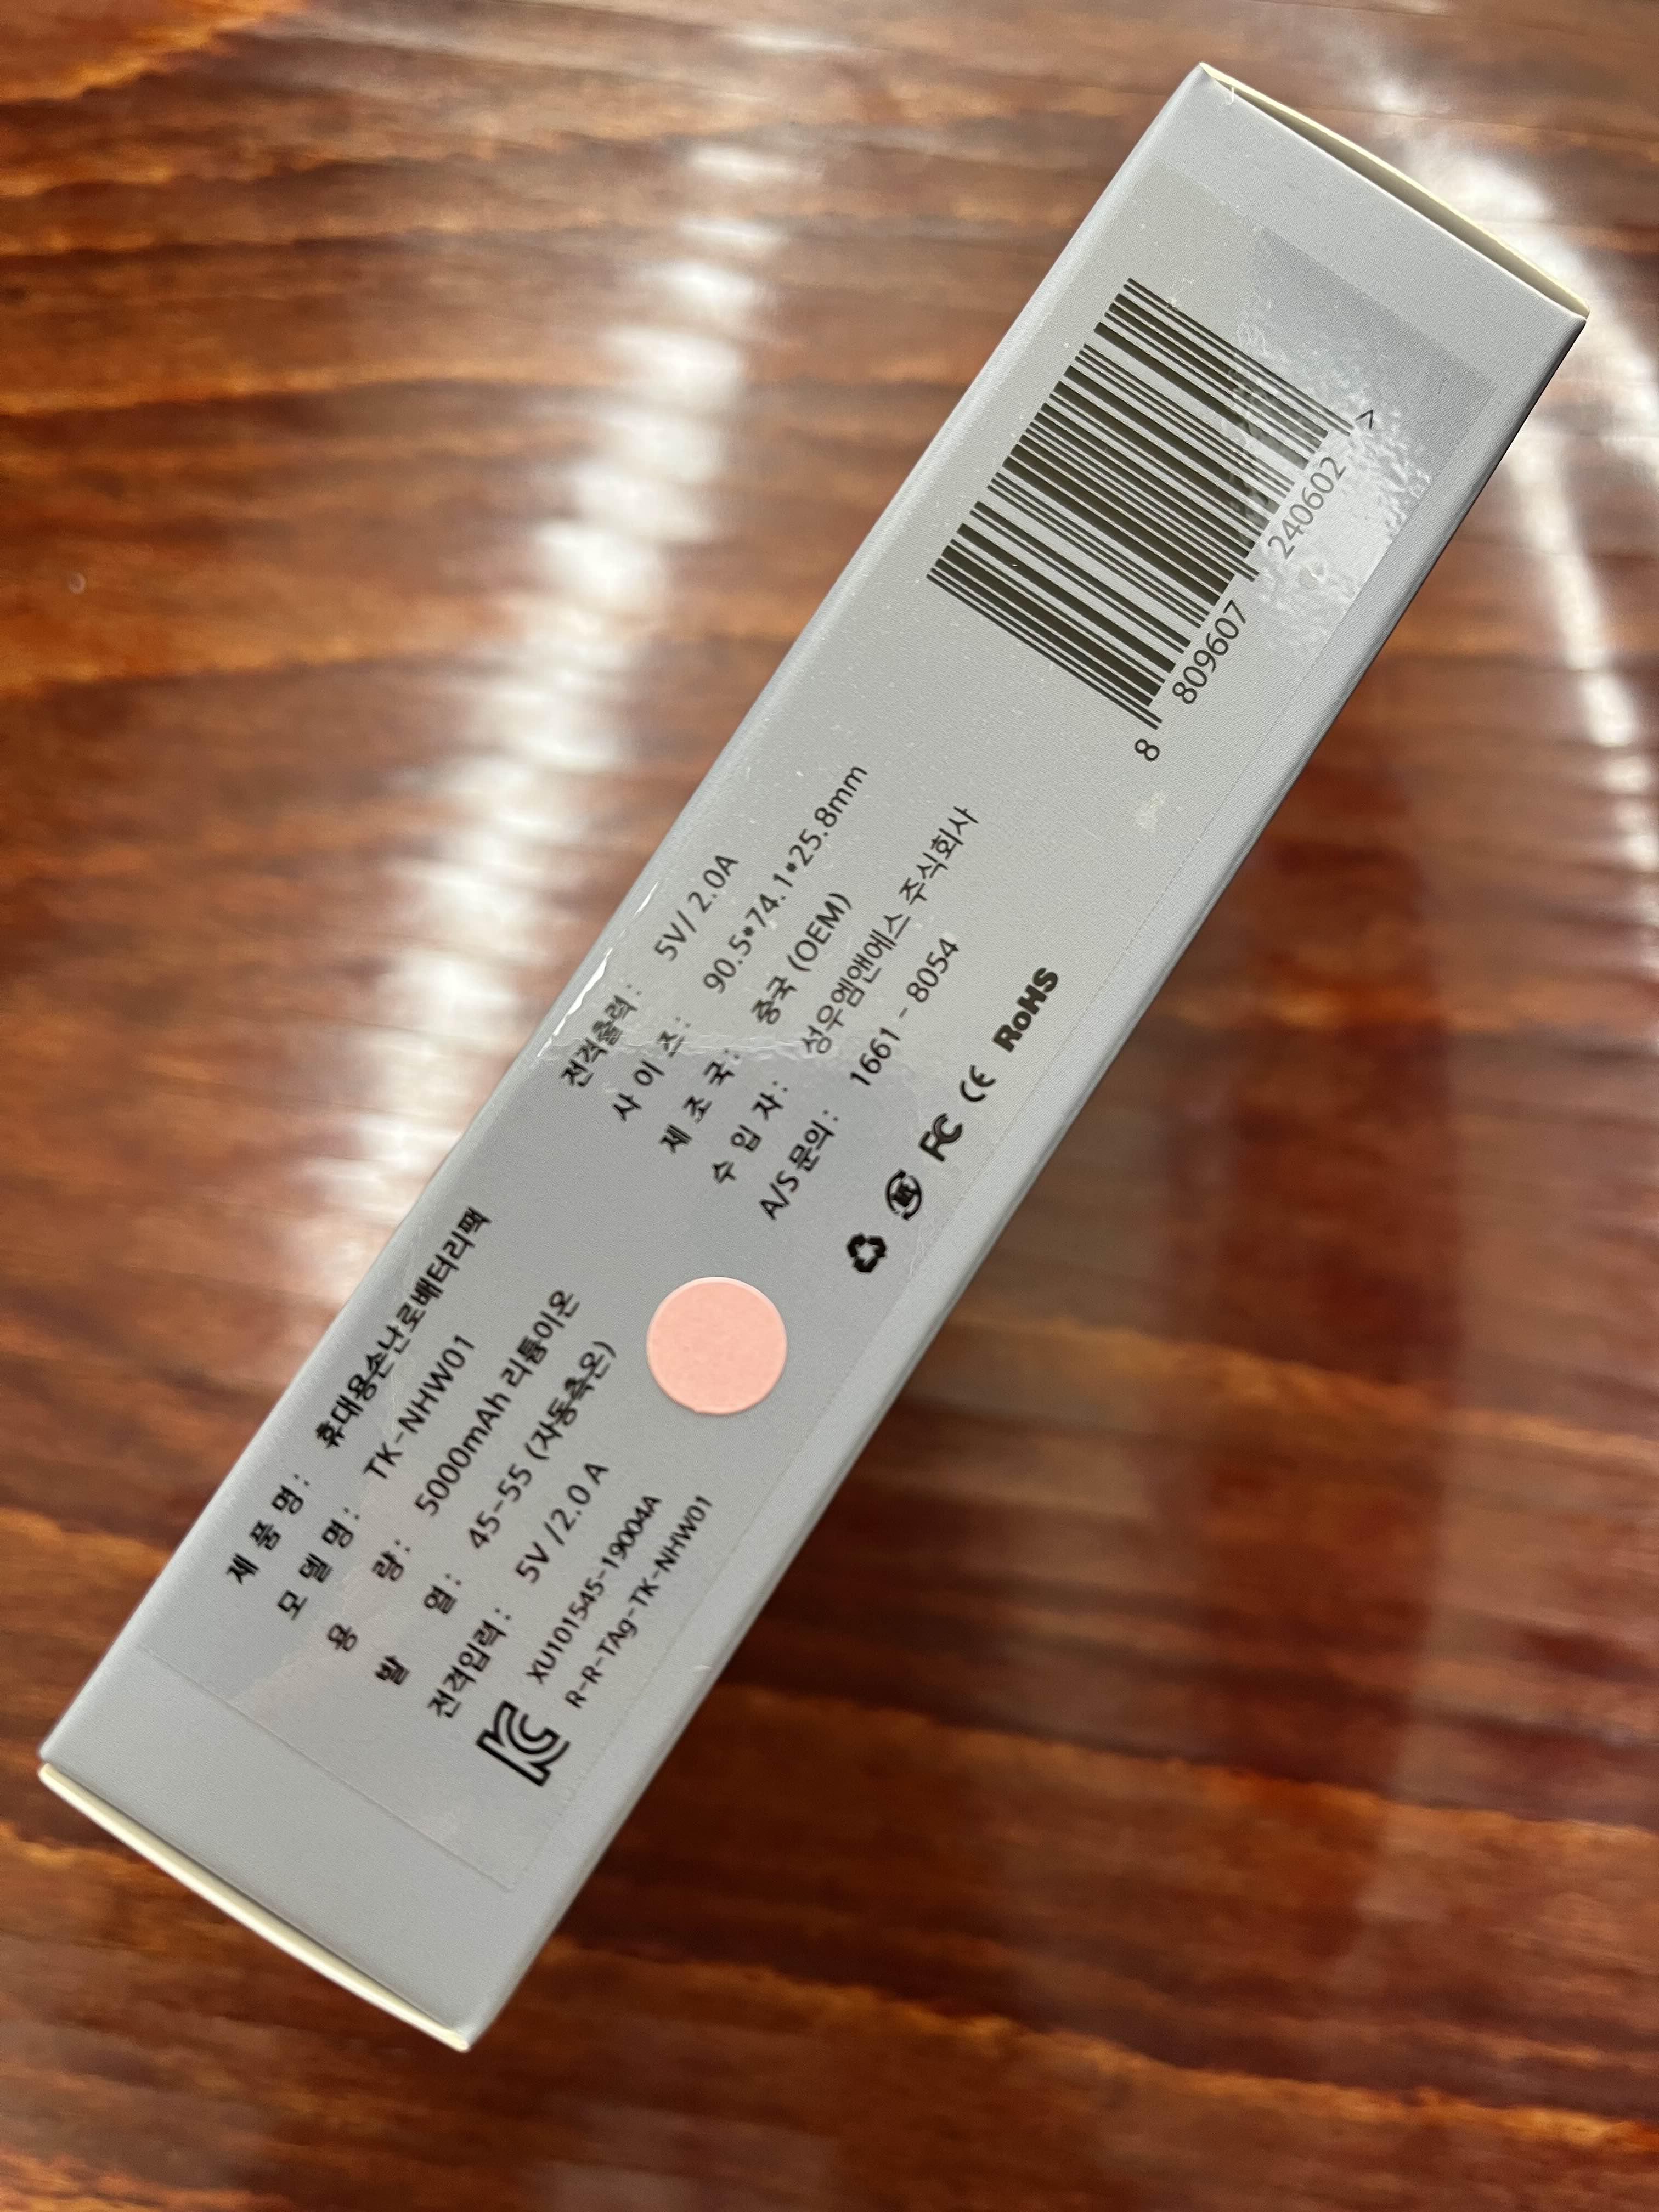 제 품 명 : 휴대용손난로배터리팩
모 델 명 : TK-NHW01
용 량 : 5000mAh 리튬이온
발 열 : 45-55 (자동측온)
전격입력 : 5V /2.0 A
XU101545-19004A
R-R-TAg-TK-NHW01
전격출력 : 5V/ 2.0A
사 이 즈 : 90.5*74.1*25.8mm
제 조 국 : 중국 (OEM)
수 입 자 : 성우엠앤에스 주식회사
A/S 문의 : 1661 - 8054
紙 FC CE RoHS
8 809607 240602 >